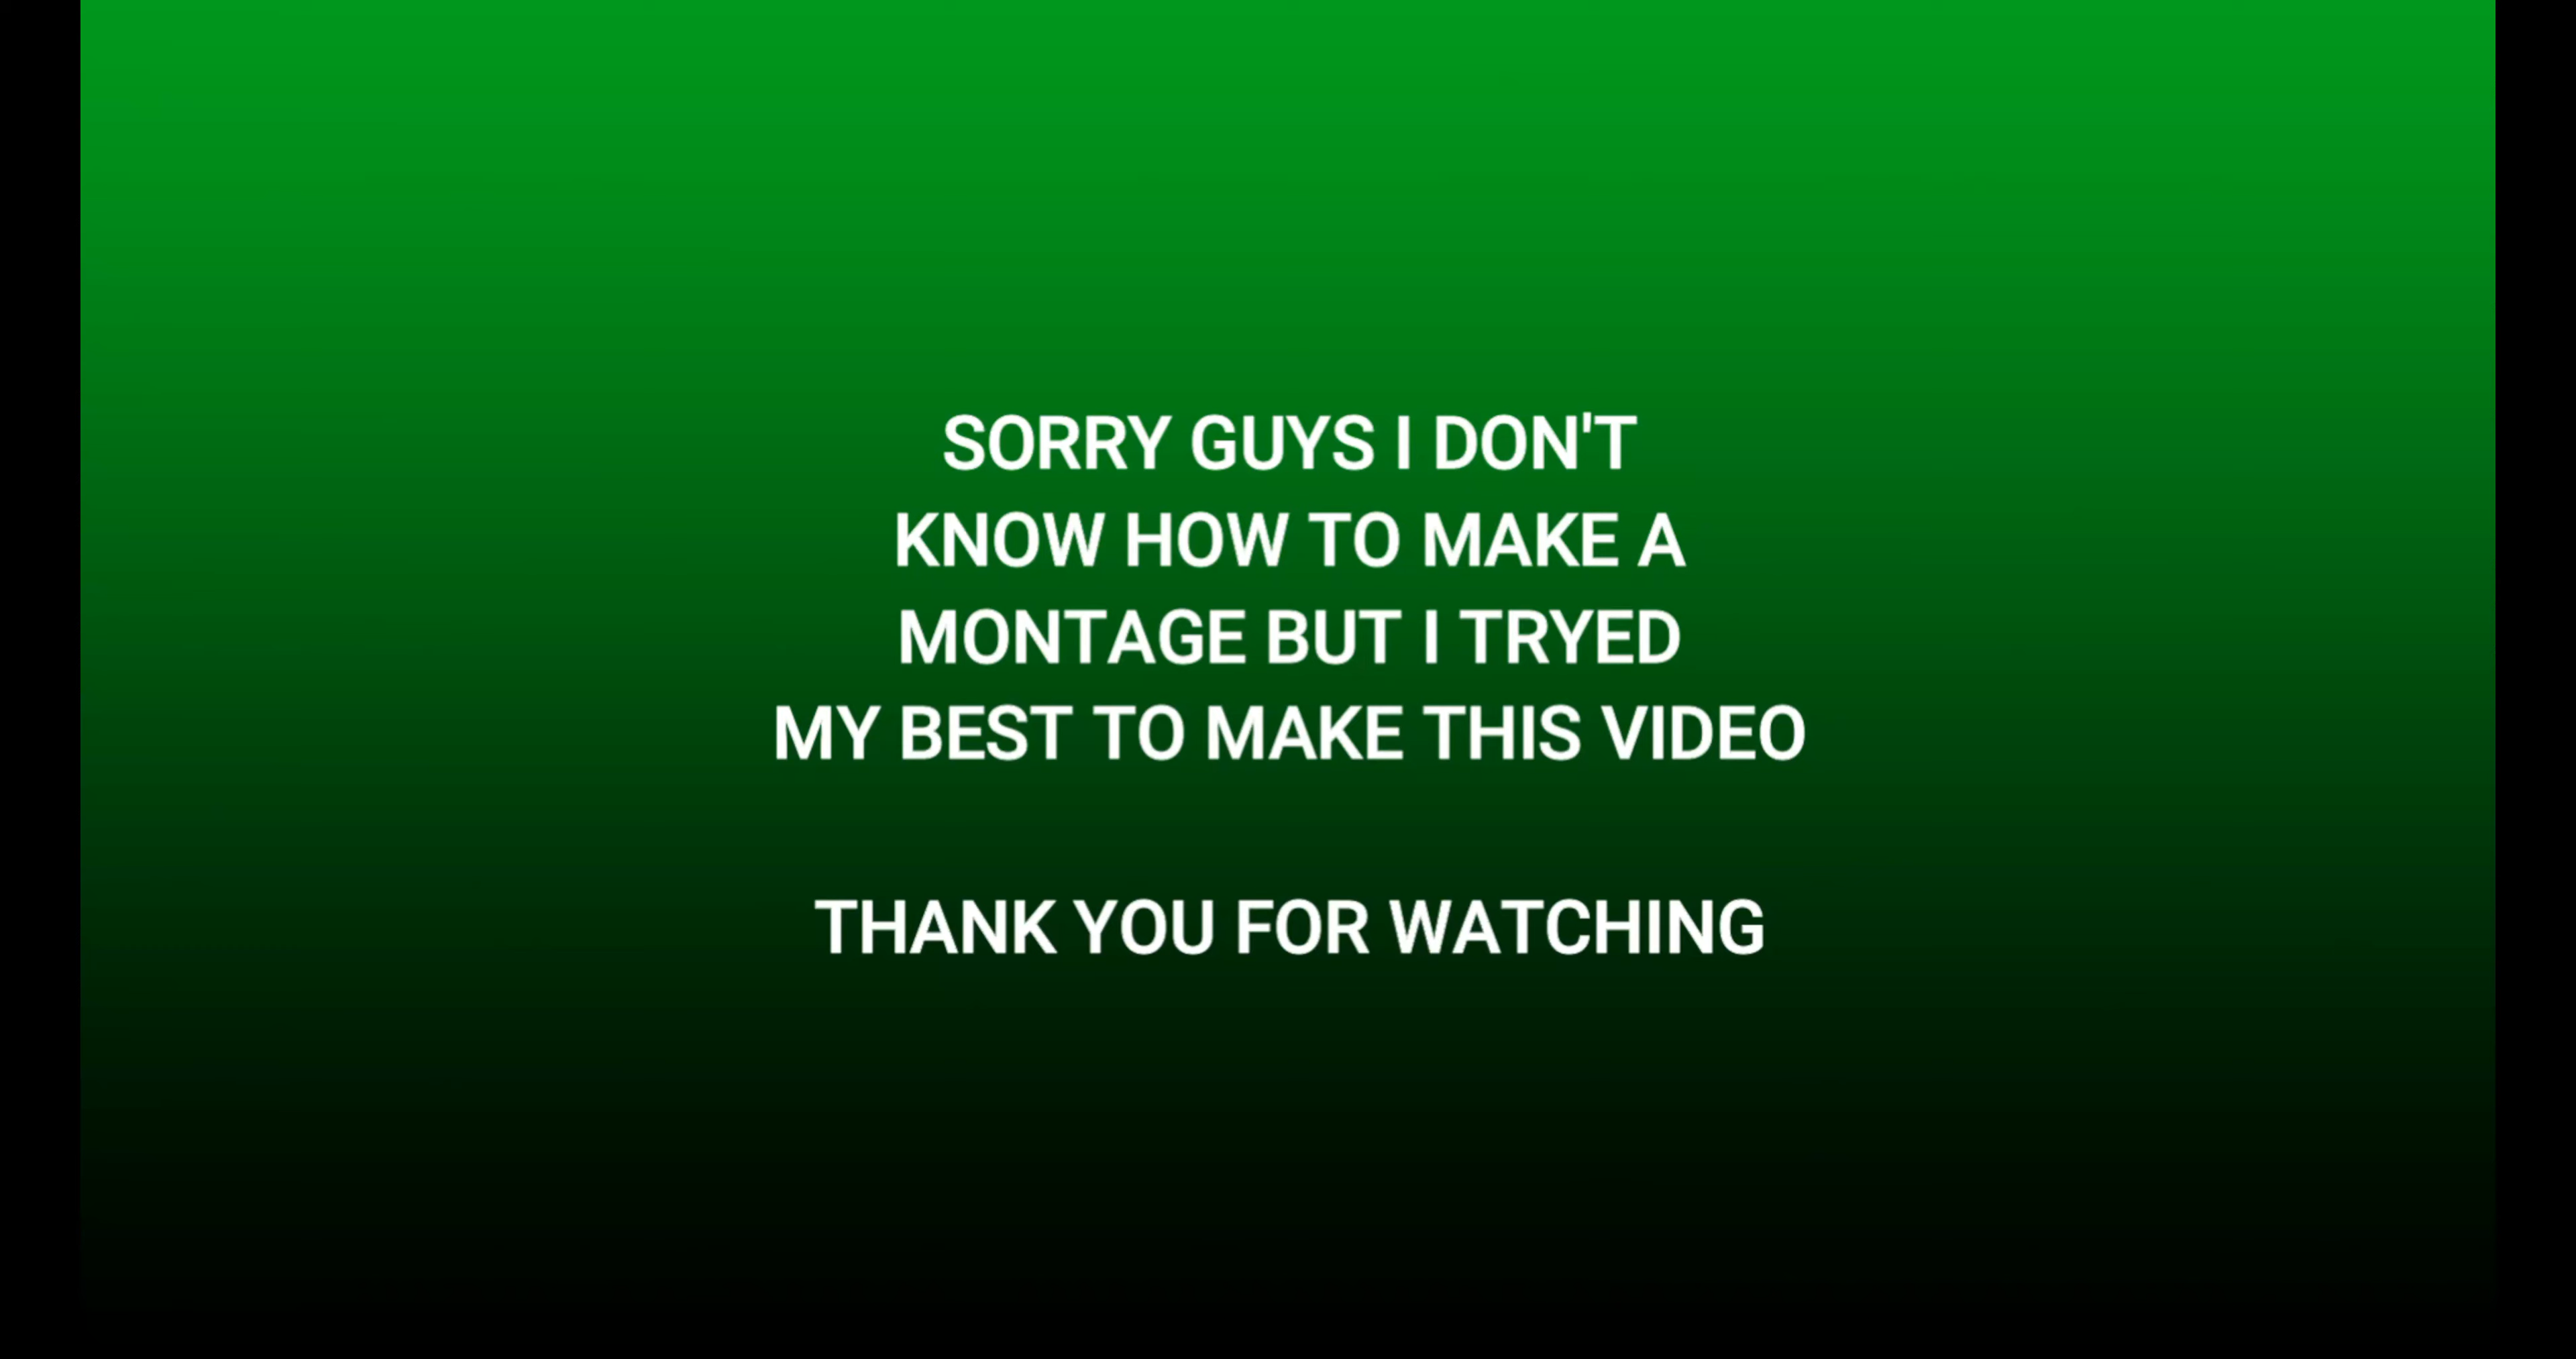 SORRY GUYS I DON'T
KNOW HOW TO MAKE A
MONTAGE BUT I TRYED
MY BEST TO MAKE THIS VIDEO
THANK YOU FOR WATCHING